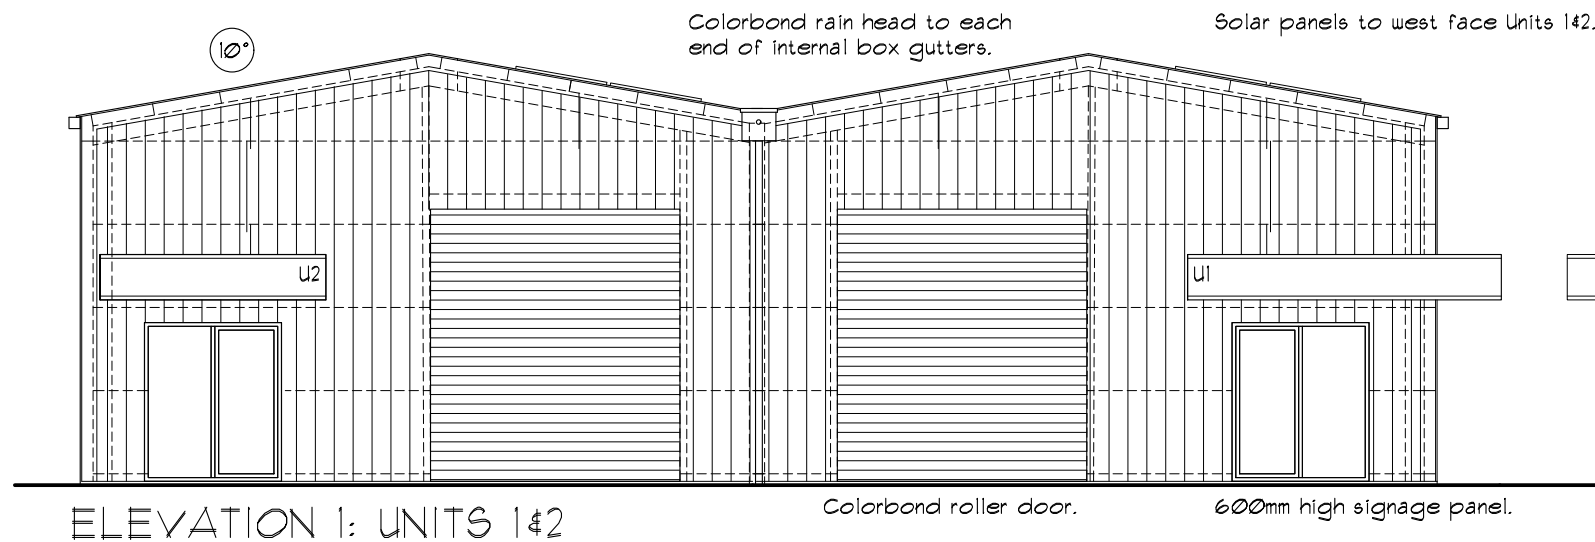 Colorbond rain head to each
end of internal box gutters.
Solar panels to west face Units 1&2.
10°
U2
U1
Colorbond roller door.
600mm high signage panel.
ELEVATION 1: UNITS 1&2